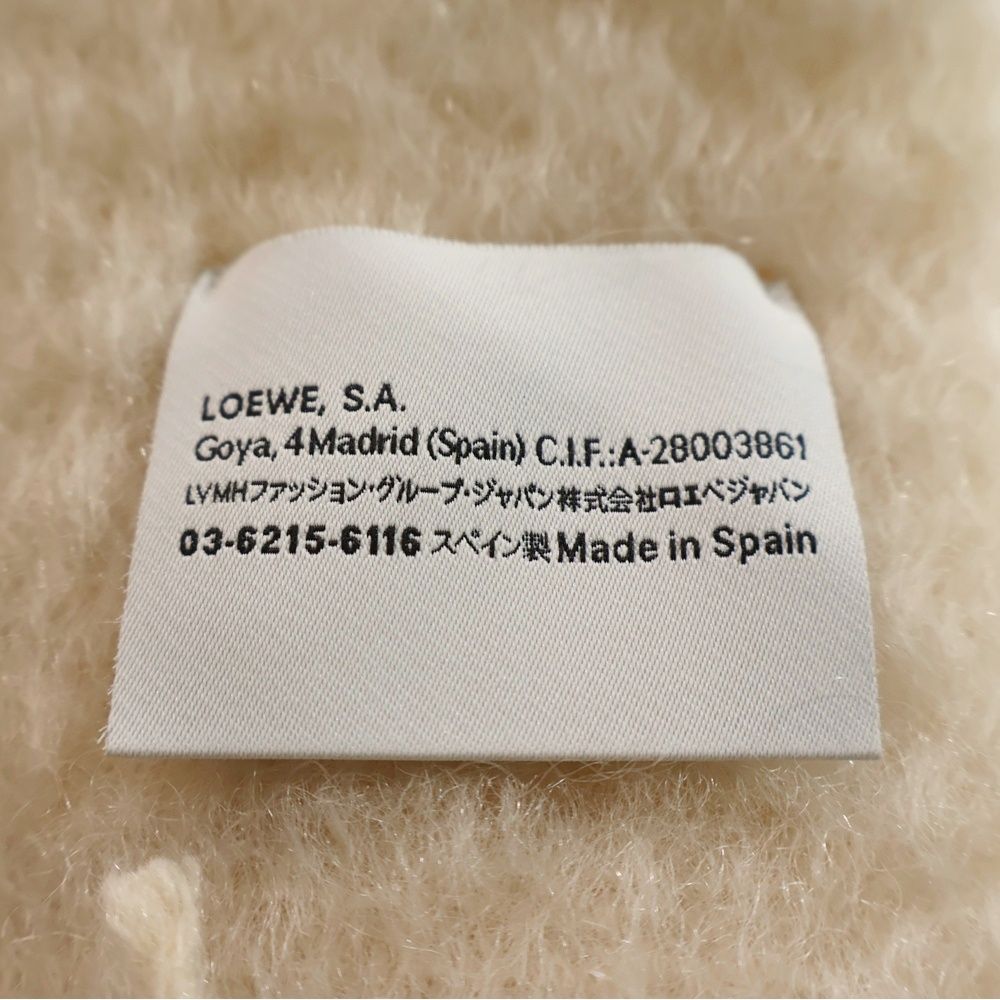 LOEWE, S.A.
Goya, 4 Madrid (Spain) C.I.F.:A-28003861
LVMHファッション・グループ・ジャパン株式会社ロエベジャパン
03-6215-6116 スペイン製 Made in Spain